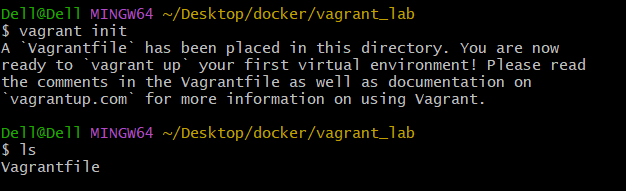 Dell@Dell MINGW64 ~/Desktop/docker/vagrant_lab
$ vagrant init
A `Vagrantfile` has been placed in this directory. You are now
ready to `vagrant up` your first virtual environment! Please read
the comments in the Vagrantfile as well as documentation on
`vagrantup.com` for more information on using Vagrant.
Dell@Dell MINGW64 ~/Desktop/docker/vagrant_lab
$ ls
Vagrantfile